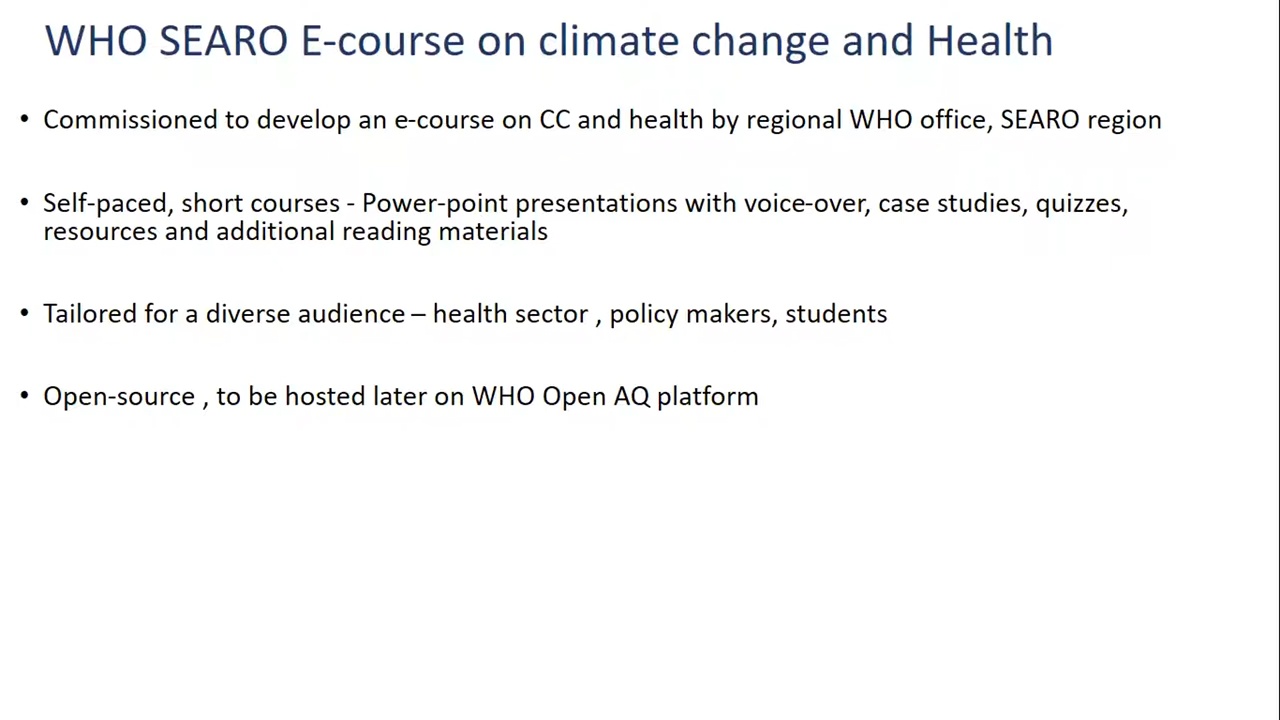 WHO SEARO E-course on climate change and Health
• Commissioned to develop an e-course on CC and health by regional WHO office, SEARO region
• Self-paced, short courses - Power-point presentations with voice-over, case studies, quizzes,
resources and additional reading materials
• Tailored for a diverse audience – health sector , policy makers, students
• Open-source , to be hosted later on WHO Open AQ platform